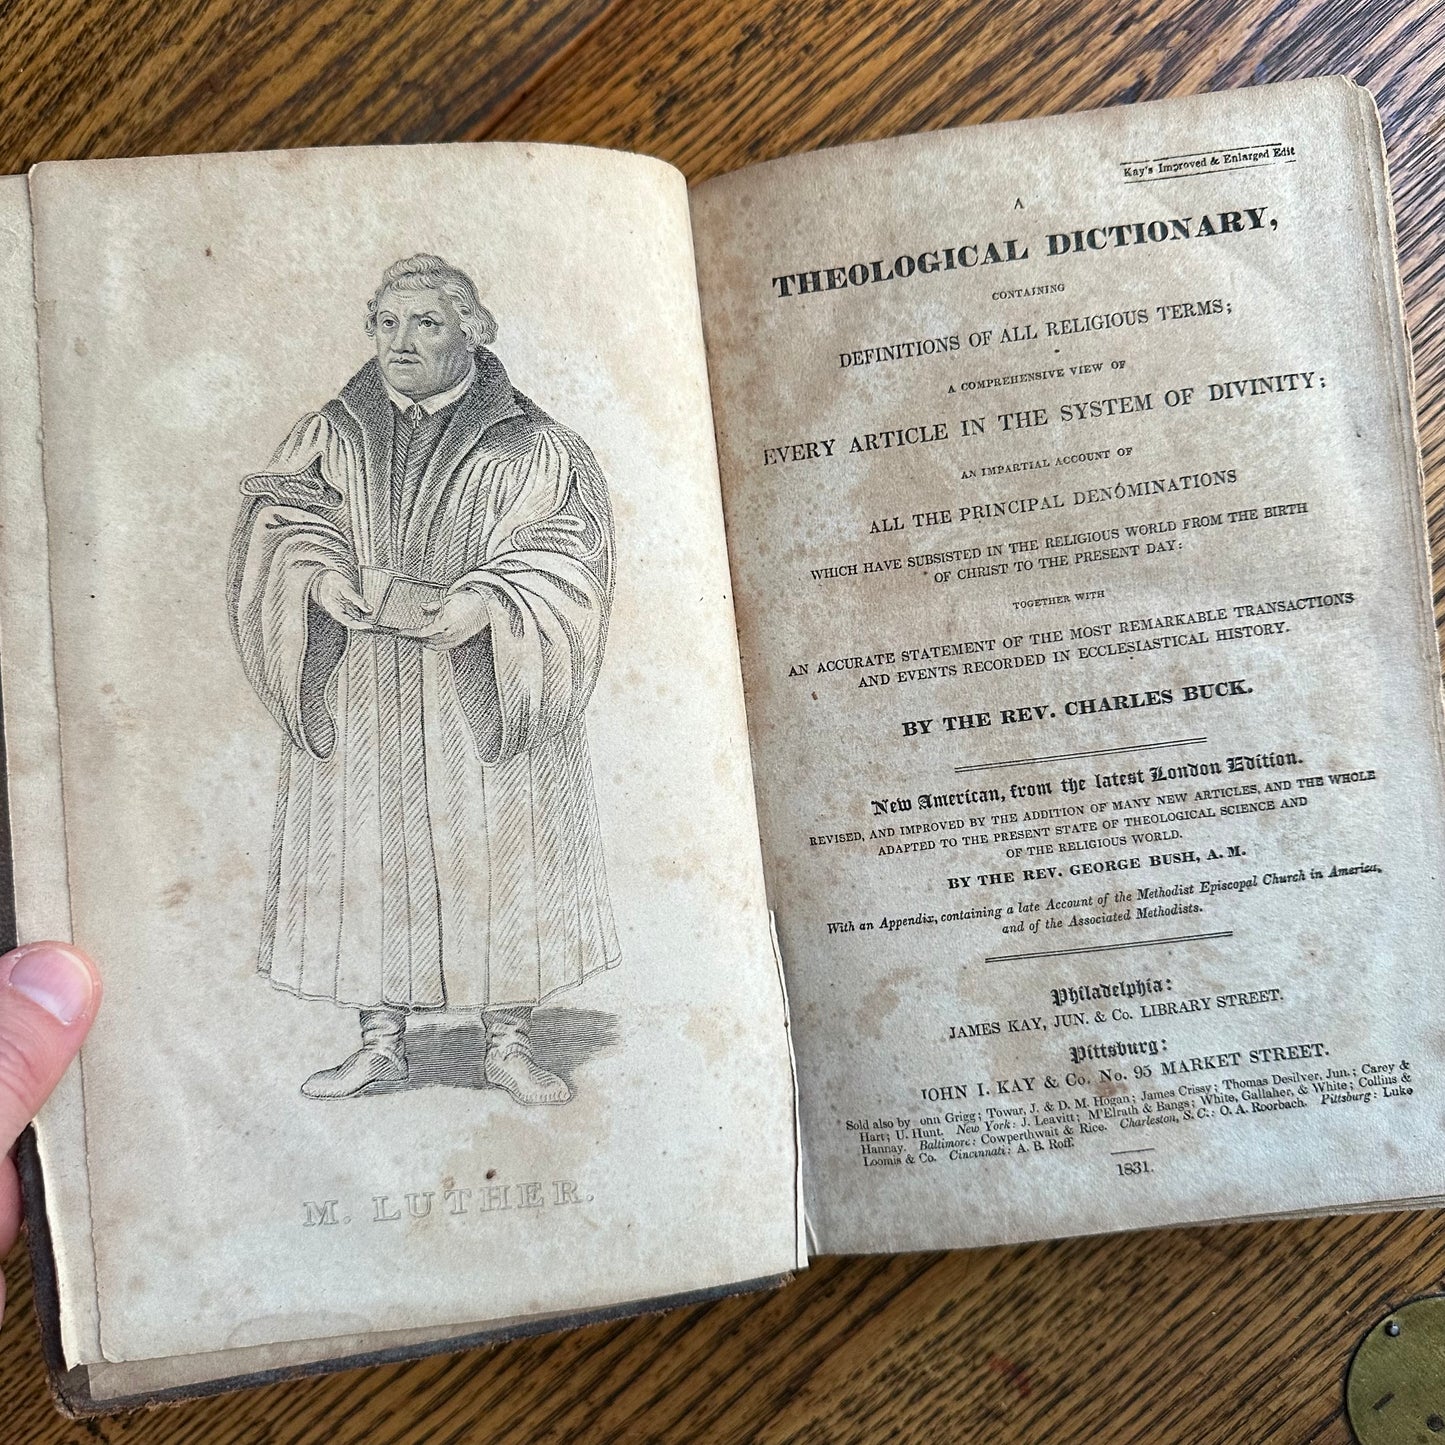 M. LUTHER.
Kay's Improved & Enlarged Edit
A
THEOLOGICAL DICTIONARY,
CONTAINING
DEFINITIONS OF ALL RELIGIOUS TERMS;
A COMPREHENSIVE VIEW OF
EVERY ARTICLE IN THE SYSTEM OF DIVINITY;
AN IMPARTIAL ACCOUNT OF
ALL THE PRINCIPAL DENOMINATIONS
WHICH HAVE SUBSISTED IN THE RELIGIOUS WORLD FROM THE BIRTH
OF CHRIST TO THE PRESENT DAY:
TOGETHER WITH
AN ACCURATE STATEMENT OF THE MOST REMARKABLE TRANSACTIONS
AND EVENTS RECORDED IN ECCLESIASTICAL HISTORY.
BY THE REV. CHARLES BUCK.
New American, from the latest London Edition.
REVISED, AND IMPROVED BY THE ADDITION OF MANY NEW ARTICLES, AND THE WHOLE
ADAPTED TO THE PRESENT STATE OF THEOLOGICAL SCIENCE AND
OF THE RELIGIOUS WORLD.
BY THE REV. GEORGE BUSH, A. M.
With an Appendix, containing a late Account of the Methodist Episcopal Church in America,
and of the Associated Methodists.
Philadelphia:
JAMES KAY, JUN. & Co. LIBRARY STREET.
Pittsburg:
JOHN I. KAY & Co. No. 95 MARKET STREET.
Sold also by onn Grigg; Towar, J. & D. M. Hogan; James Crissy; Thomas Desilver, Jun.; Carey &
Hart; U. Hunt. New York: J. Leavitt; M'Elrath & Bangs; White, Gallaher, & White; Collins &
Hannay. Baltimore: Cowperthwait & Rice. Charleston, S. C.: O. A. Roorbach. Pittsburg: Luke
Loomis & Co. Cincinnati: A. B. Roff.
1831.